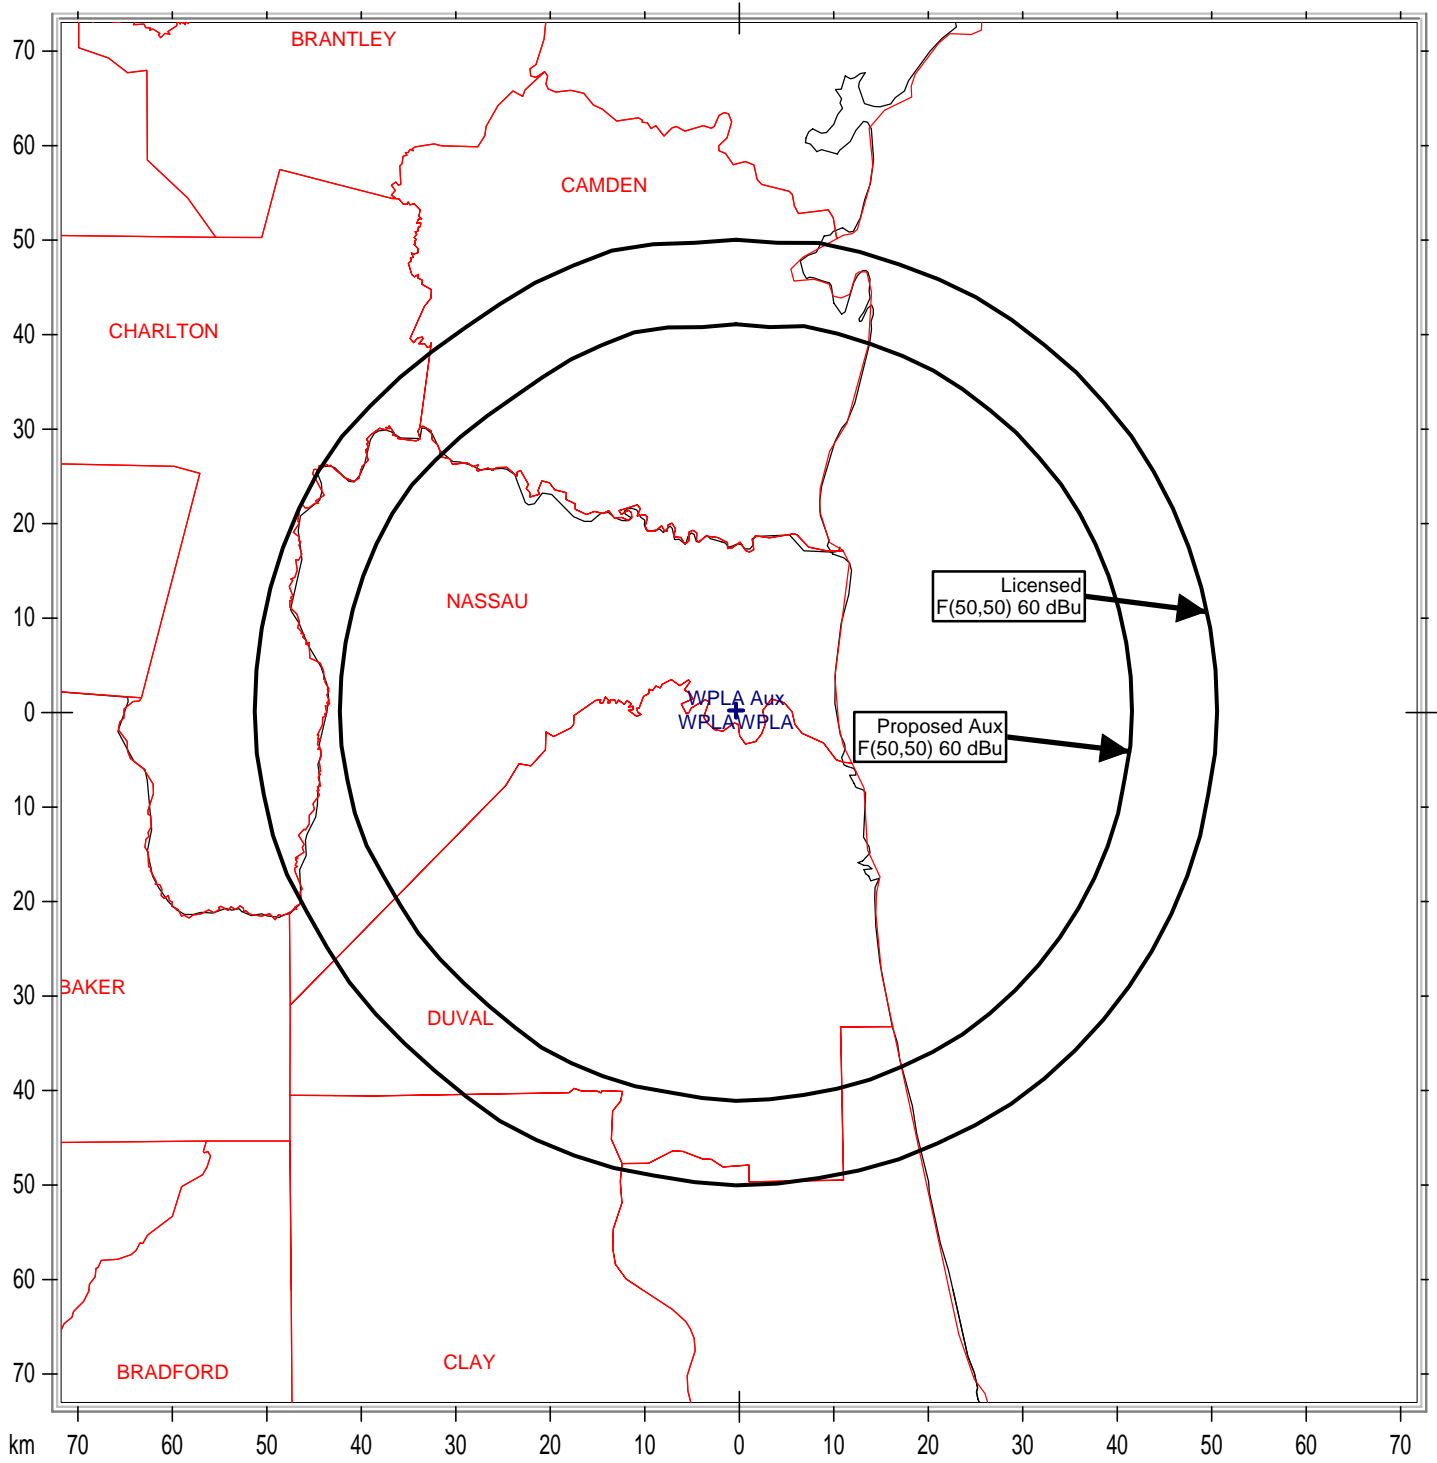 70
BRANTLEY
60
CAMDEN
50
CHARLTON
40
30
20
Licensed
F(50,50) 60 dBu
NASSAU
10
WPLA Aux
0
WPLAWPLA
Proposed Aux
F(50,50) 60 dBu
10
20
BAKER
30
DUVAL
40
50
60
CLAY
BRADFORD
70
km 70 60 50 40 30 20 10 0 10 20 30 40 50 60 70